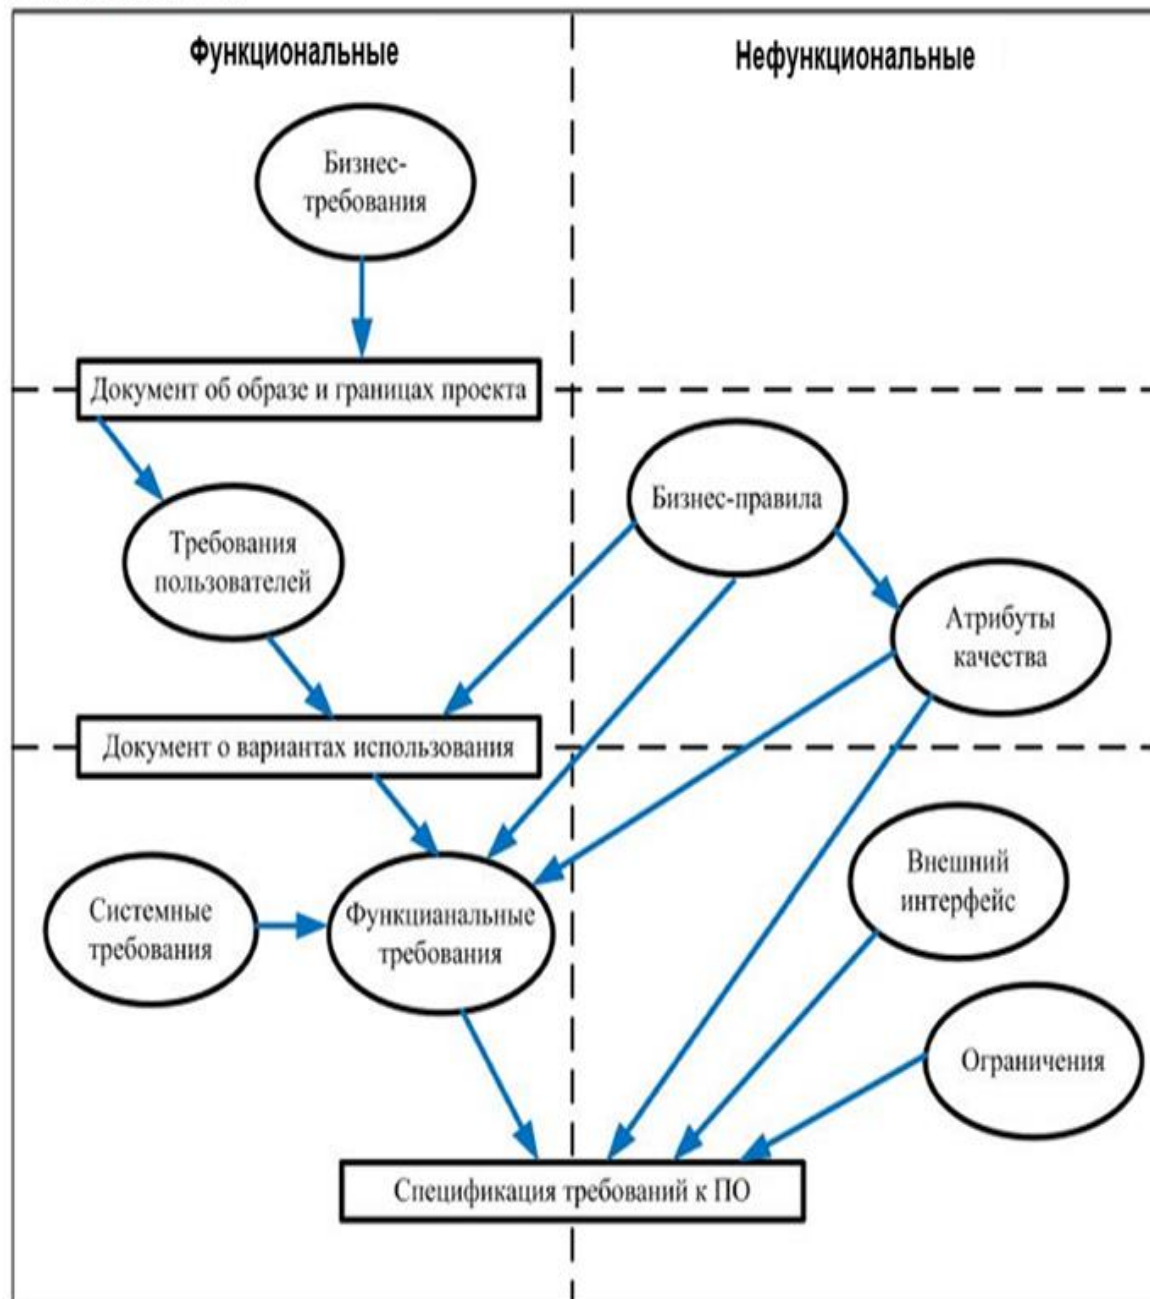 Функциональные
Нефункциональные
Бизнес-
требования
Документ об образе и границах проекта
Бизнес-правила
Требования
пользователей
Атрибуты
качества
Документ о вариантах использования
Внешний
интерфейс
Системные
требования
Функцианальные
требования
Ограничения
Спецификация требований к ПО